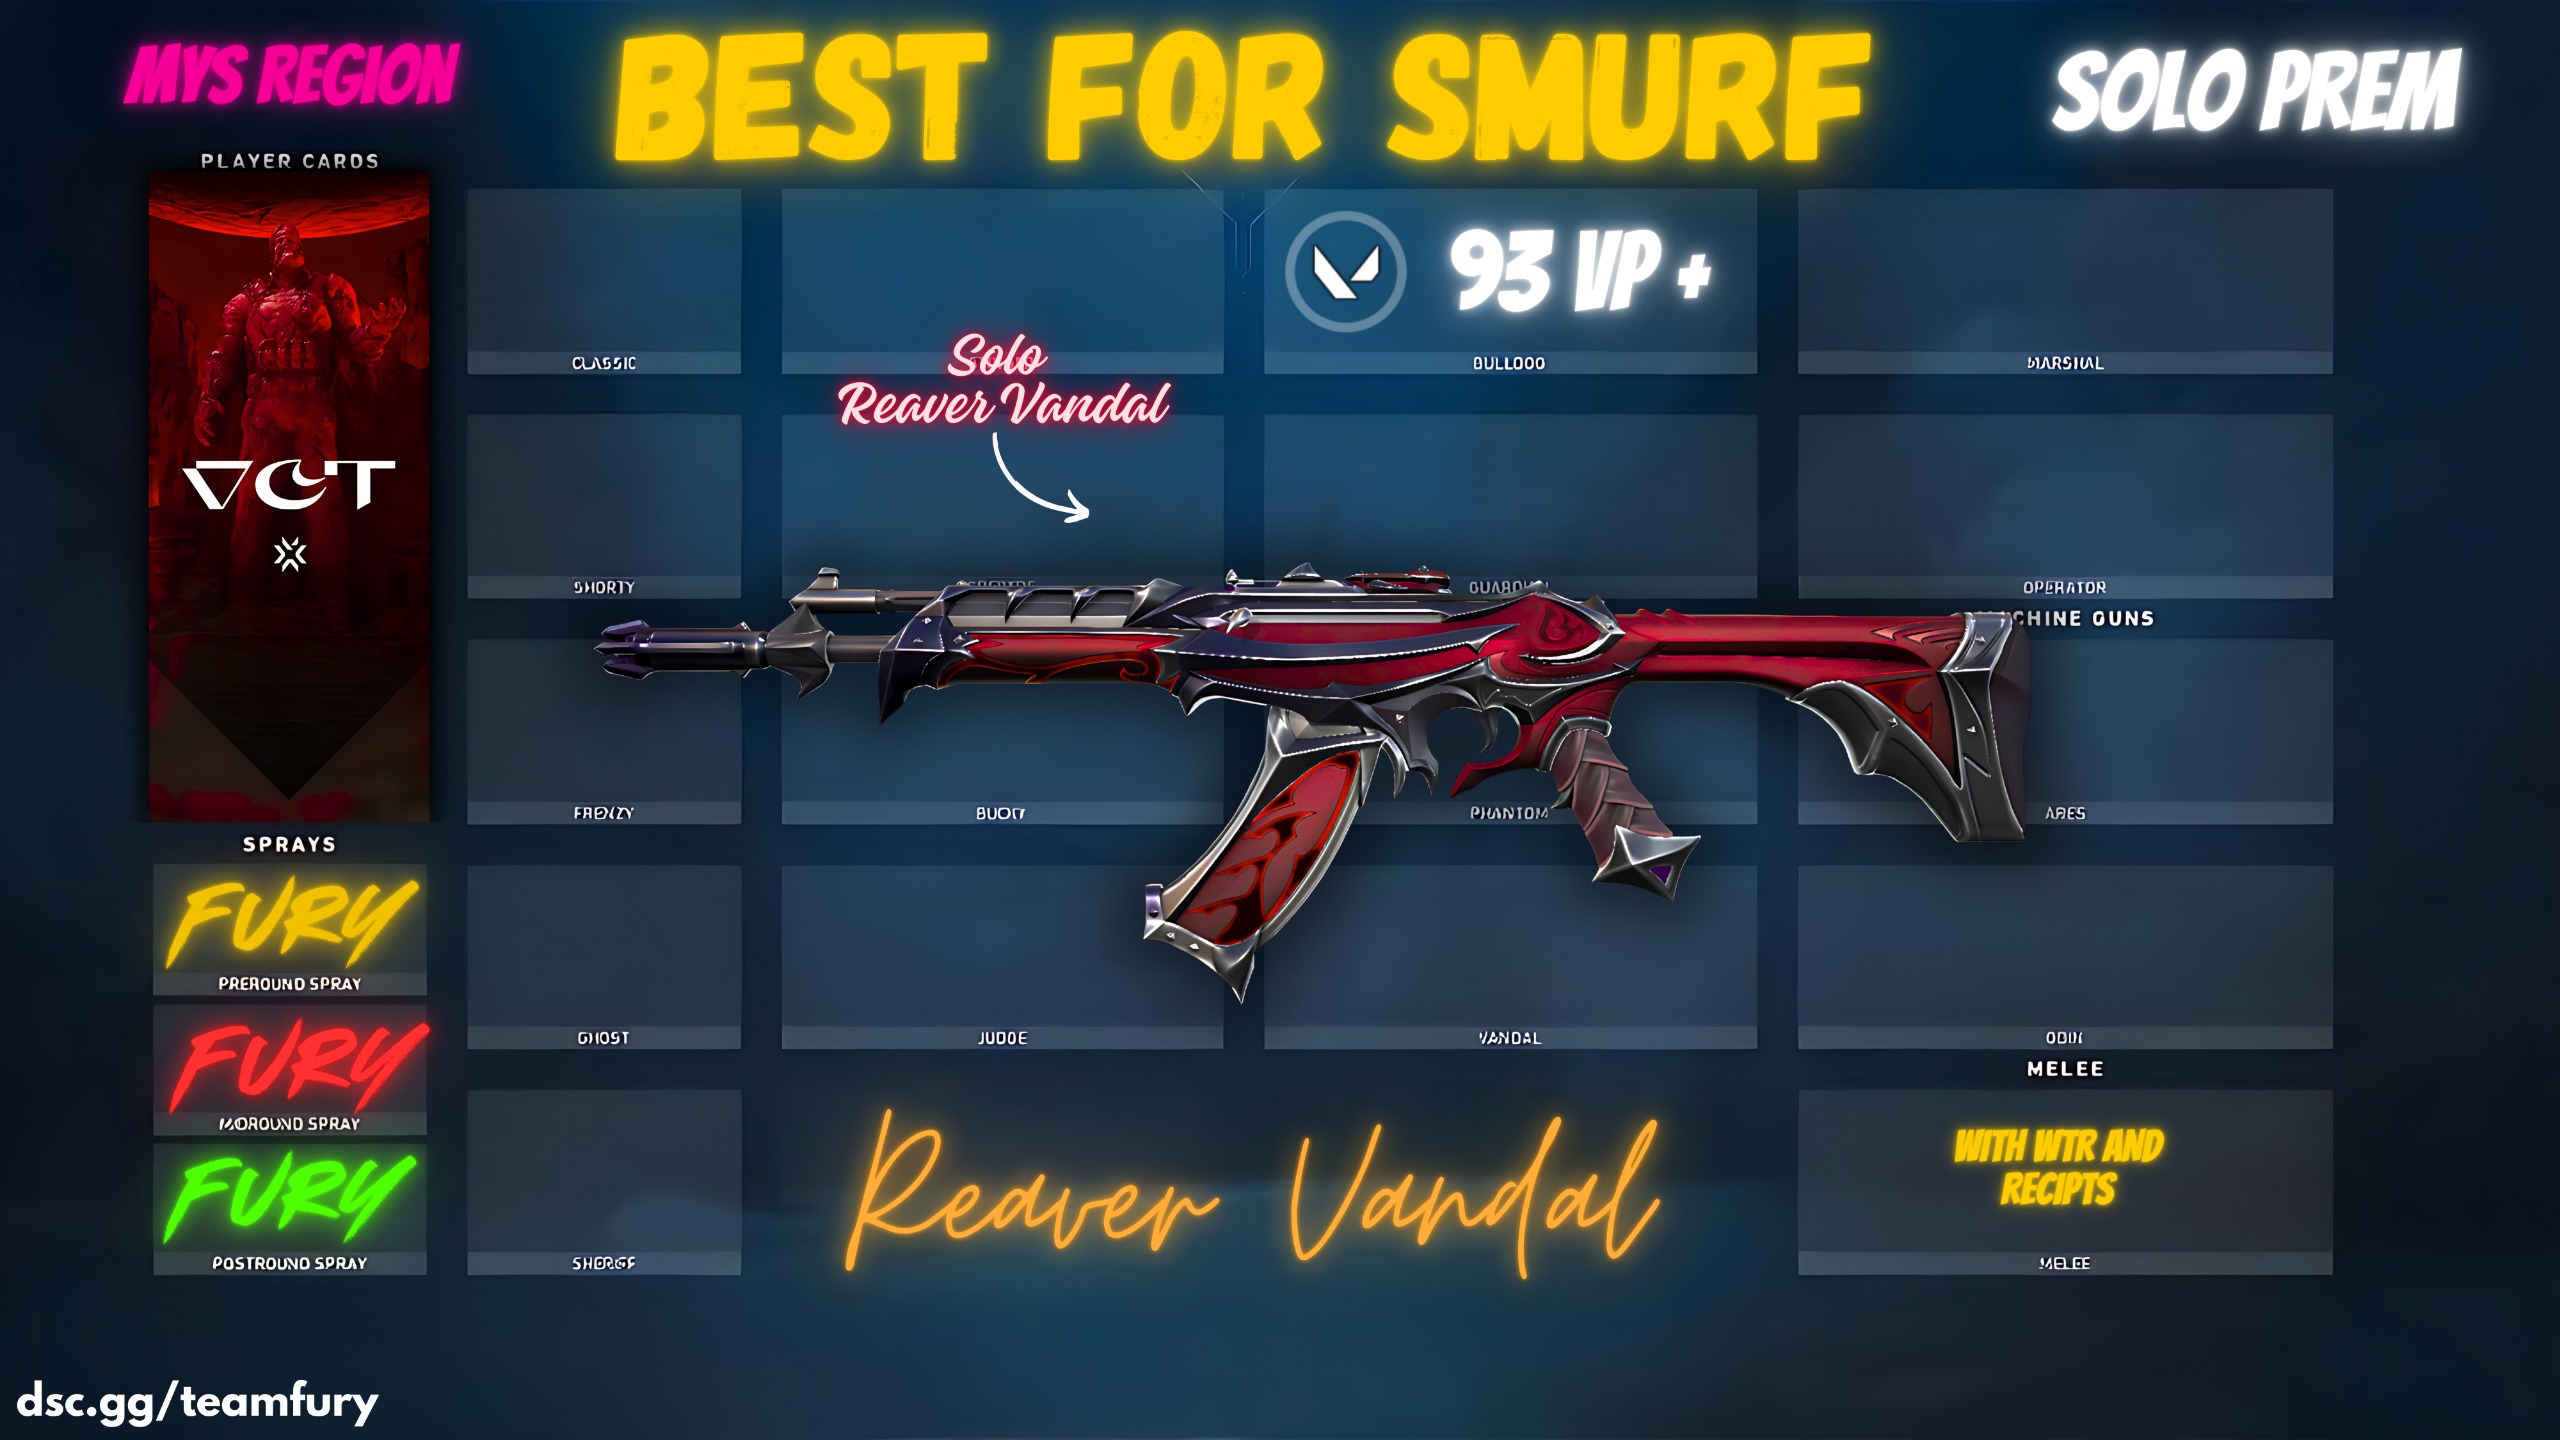 MYS REGION
BEST FOR SMURF
SOLO PREM
PLAYER CARDS
93 VP +
CLASSIC
BULLDOG
MARSHAL
Solo
Reaver Vandal
VCT
SHORTY
OPERATOR
CHINE GUNS
FRENZY
BUCKY
PHANTOM
ARES
SPRAYS
FURY
PREROUND SPRAY
GHOST
JUDGE
VANDAL
ODIN
MELEE
FURY
MIDROUND SPRAY
WITH WTR AND
RECIPTS
FURY
POSTROUND SPRAY
SHERIFF
Reaver Vandal
MELEE
dsc.gg/teamfury